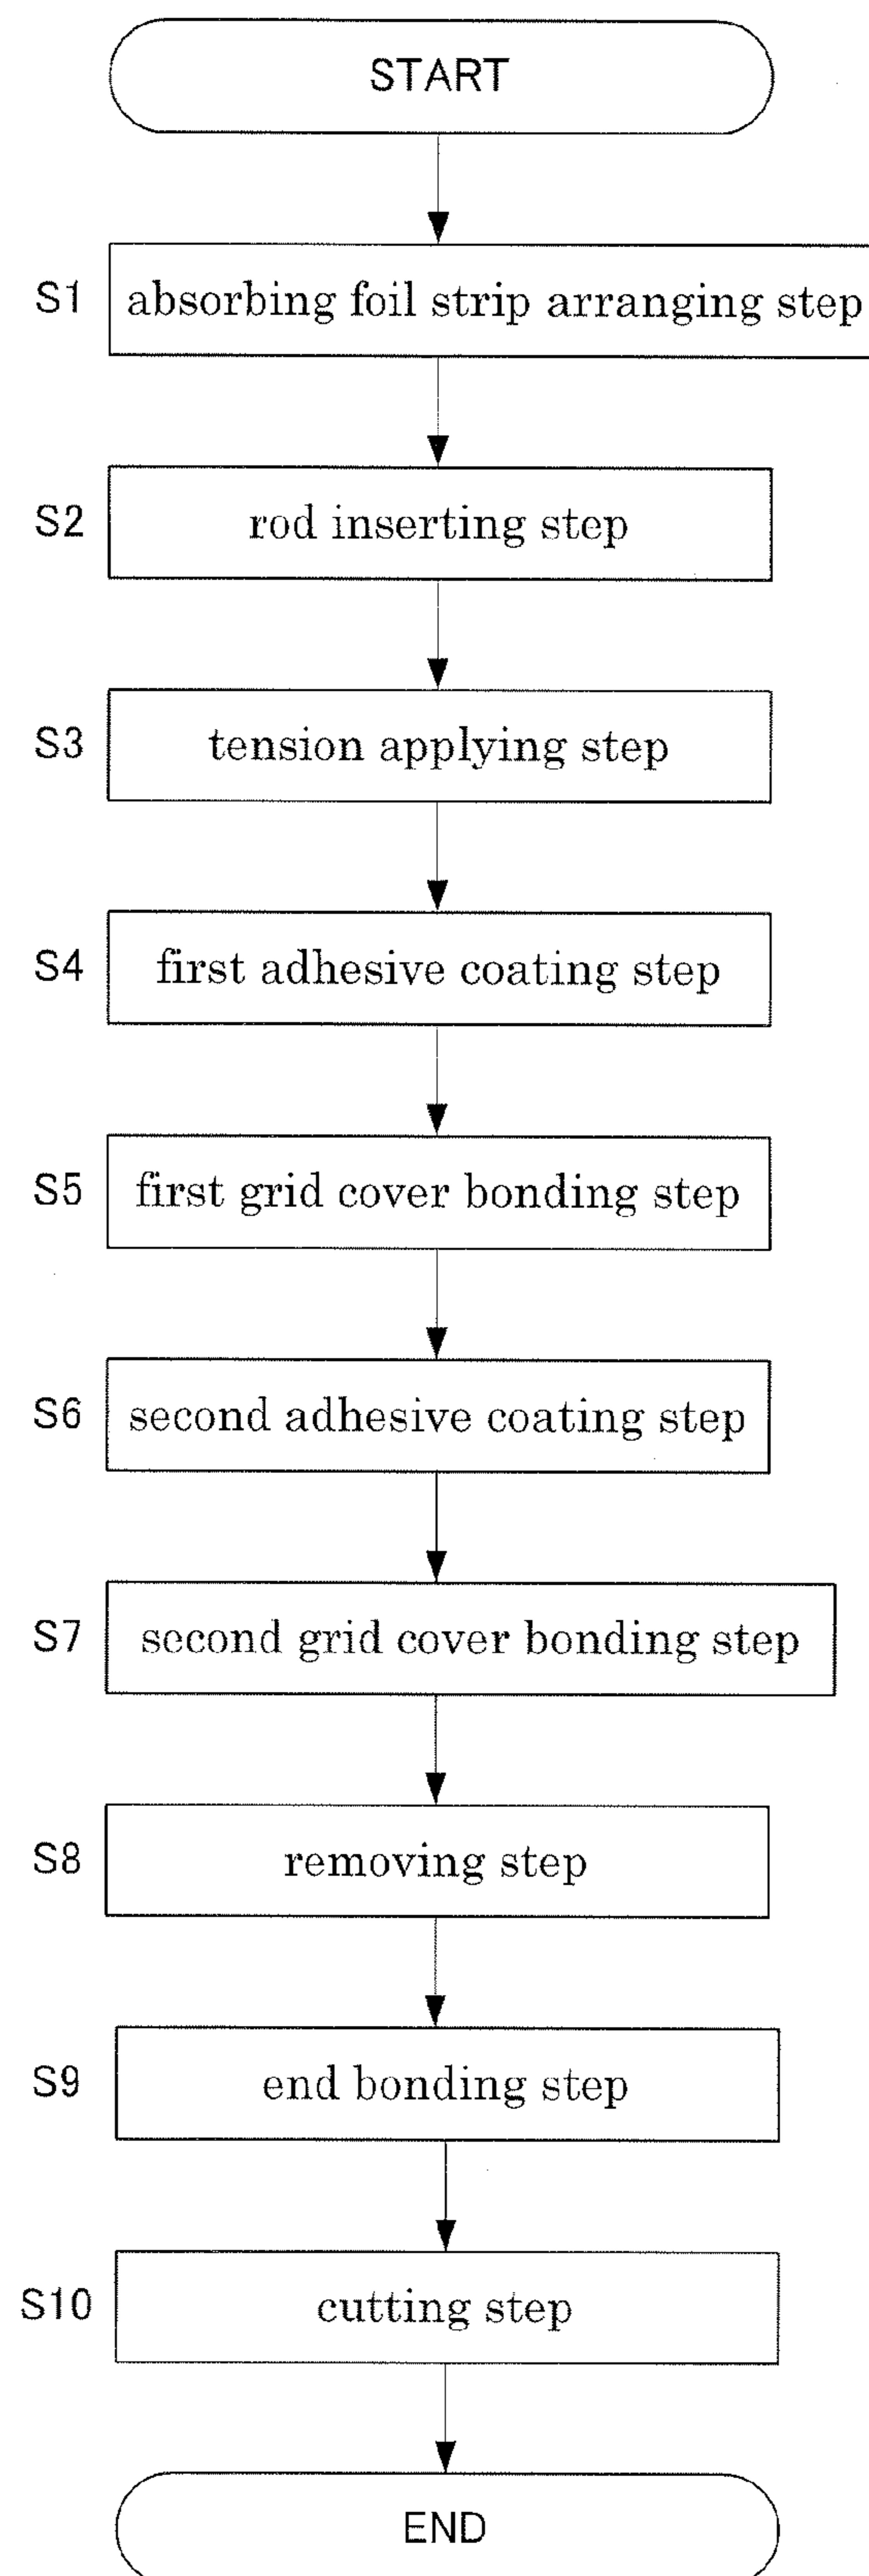 START
S1 absorbing foil strip arranging step
S2 rod inserting step
S3 tension applying step
S4 first adhesive coating step
S5 first grid cover bonding step
S6 second adhesive coating step
S7 second grid cover bonding step
S8 removing step
S9 end bonding step
S10 cutting step
END